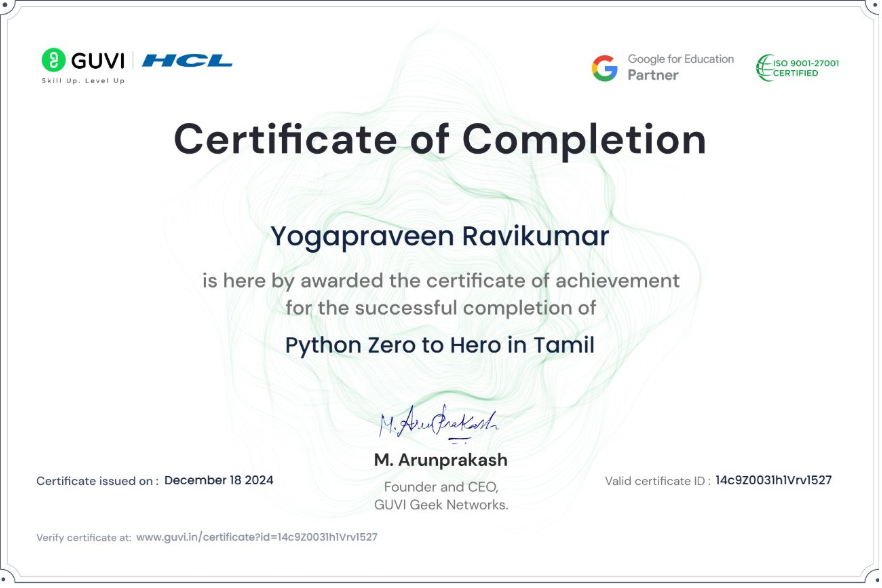 GUVI HCL
Skill Up. Level Up
Google for Education
Partner
ISO 9001-27001
CERTIFIED
Certificate of Completion
Yogapraveen Ravikumar
is here by awarded the certificate of achievement
for the successful completion of
Python Zero to Hero in Tamil
M. Arunprakash
M. Arunprakash
Founder and CEO,
GUVI Geek Networks.
Certificate issued on : December 18 2024
Valid certificate ID : 14c9Z0031h1Vrv1527
Verify certificate at: www.guvi.in/certificate?id=14c9Z0031h1Vrv1527